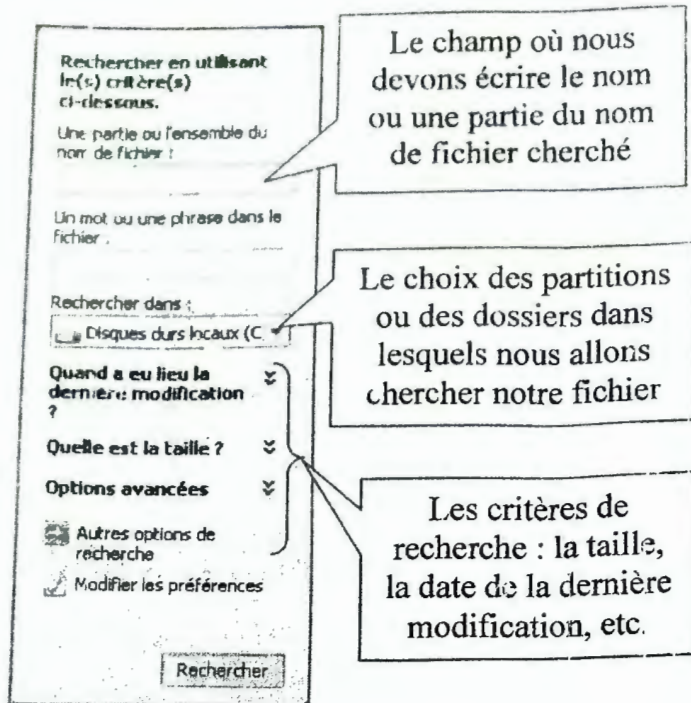 Rechercher en utilisant
le(s) critère(s)
ci-dessous.
Une partie ou l'ensemble du
nom de fichier :
Un mot ou une phrase dans le
fichier :
Rechercher dans :
Disques durs locaux (C
Quand a eu lieu la
dernière modification
?
Quelle est la taille ?
Options avancées
Autres options de
recherche
Modifier les préférences
Rechercher
Le champ où nous
devons écrire le nom
ou une partie du nom
de fichier cherché
Le choix des partitions
ou des dossiers dans
lesquels nous allons
chercher notre fichier
Les critères de
recherche : la taille,
la date de la dernière
modification, etc.